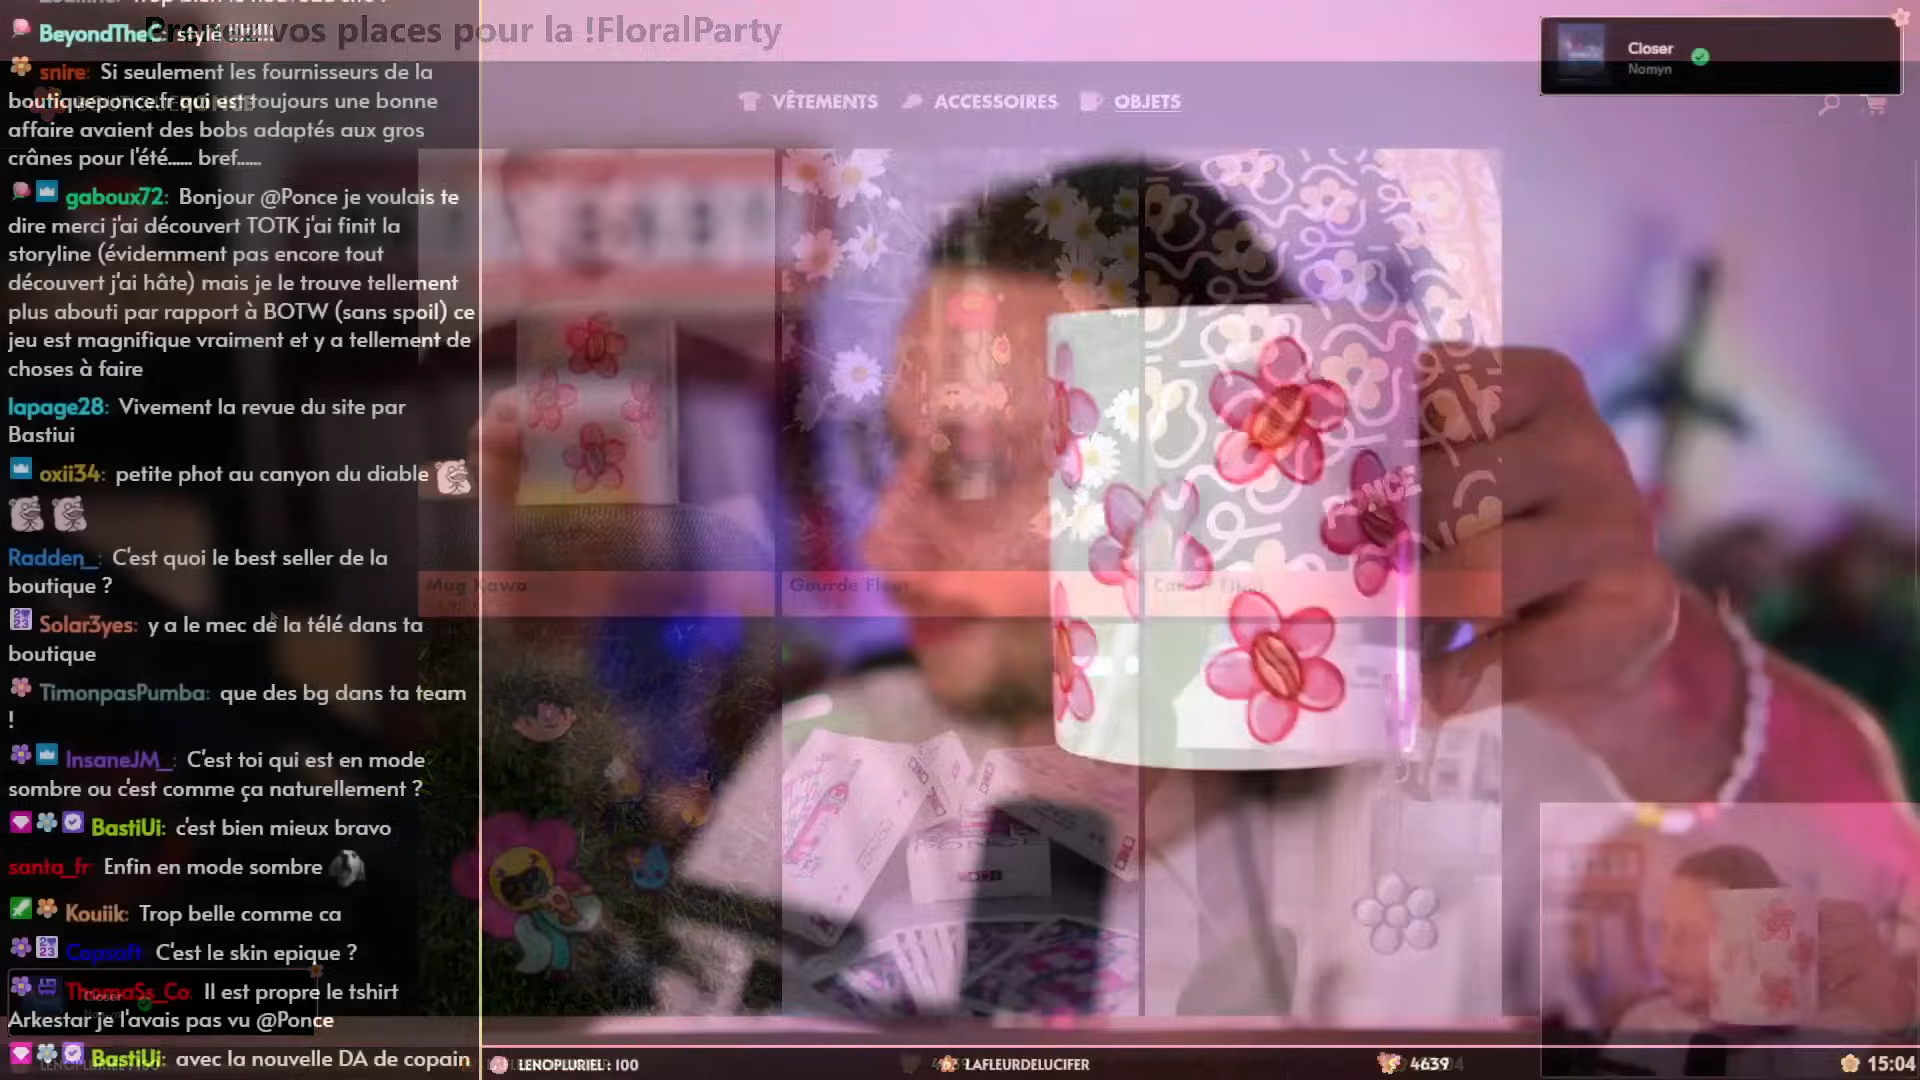 vos places pour la !FloralParty
BeyondTheC: stylé !!!!!!!!
snire: Si seulement les fournisseurs de la
boutiqueponce.fr qui est toujours une bonne
affaire avaient des bobs adaptés aux gros
crânes pour l'été...... bref......
gaboux72: Bonjour @Ponce je voulais te
dire merci j'ai découvert TOTK j'ai finit la
storyline (évidemment pas encore tout
découvert j'ai hâte) mais je le trouve tellement
plus abouti par rapport à BOTW (sans spoil) ce
jeu est magnifique vraiment et y a tellement de
choses à faire
lapage28: Vivement la revue du site par
Bastiui
oxii34: petite phot au canyon du diable
Radden_: C'est quoi le best seller de la
boutique ?
Solar3yes: y a le mec de la télé dans ta
boutique
TimonpasPumba: que des bg dans ta team
!
InsaneJM_: C'est toi qui est en mode
sombre ou c'est comme ça naturellement ?
BastiUi: c'est bien mieux bravo
santa_fr: Enfin en mode sombre
Kouiik: Trop belle comme ca
Copsoft: C'est le skin epique ?
ThomaSs_Co: Il est propre le tshirt
Arkestar je l'avais pas vu @Ponce
BastiUi: avec la nouvelle DA de copain
VÊTEMENTS ACCESSOIRES OBJETS
Closer
Nomyn
Mug Kawa
Gourde Fleur
PONCE
Closer
LENOPLURIEL : 100
LAFLEURDELUCIFER
4639
15:04